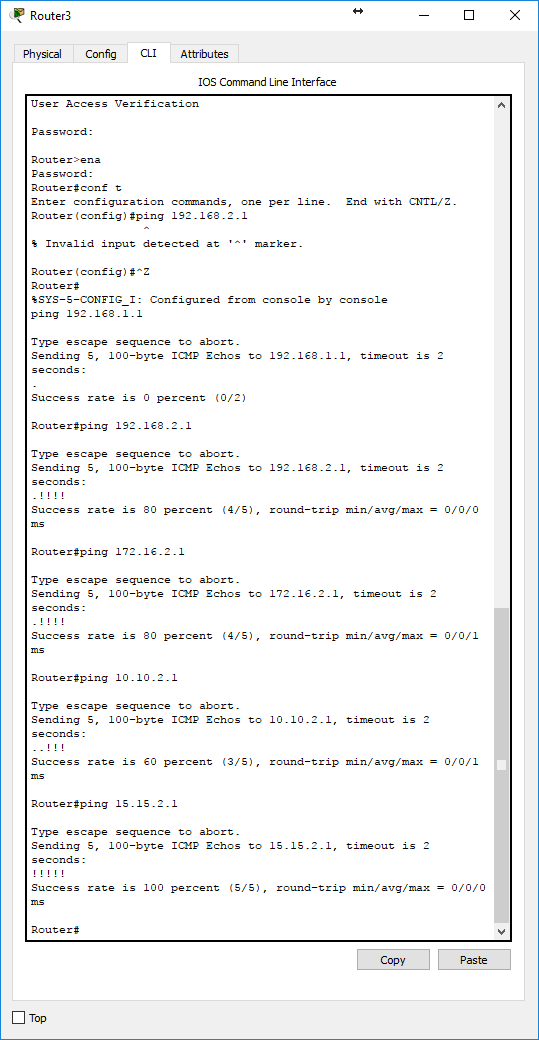 Router3
Physical
Config
CLI
Attributes
IOS Command Line Interface
User Access Verification
Password:
Router>ena
Password:
Router#conf t
Enter configuration commands, one per line.  End with CNTL/Z.
Router(config)#ping 192.168.2.1
^
% Invalid input detected at '^' marker.
Router(config)#^Z
Router#
%SYS-5-CONFIG_I: Configured from console by console
ping 192.168.1.1
Type escape sequence to abort.
Sending 5, 100-byte ICMP Echos to 192.168.1.1, timeout is 2
seconds:
.
Success rate is 0 percent (0/2)
Router#ping 192.168.2.1
Type escape sequence to abort.
Sending 5, 100-byte ICMP Echos to 192.168.2.1, timeout is 2
seconds:
.!!!!
Success rate is 80 percent (4/5), round-trip min/avg/max = 0/0/0
ms
Router#ping 172.16.2.1
Type escape sequence to abort.
Sending 5, 100-byte ICMP Echos to 172.16.2.1, timeout is 2
seconds:
.!!!!
Success rate is 80 percent (4/5), round-trip min/avg/max = 0/0/1
ms
Router#ping 10.10.2.1
Type escape sequence to abort.
Sending 5, 100-byte ICMP Echos to 10.10.2.1, timeout is 2
seconds:
..!!!
Success rate is 60 percent (3/5), round-trip min/avg/max = 0/0/1
ms
Router#ping 15.15.2.1
Type escape sequence to abort.
Sending 5, 100-byte ICMP Echos to 15.15.2.1, timeout is 2
seconds:
!!!!!
Success rate is 100 percent (5/5), round-trip min/avg/max = 0/0/0
ms
Router#
Copy
Paste
Top